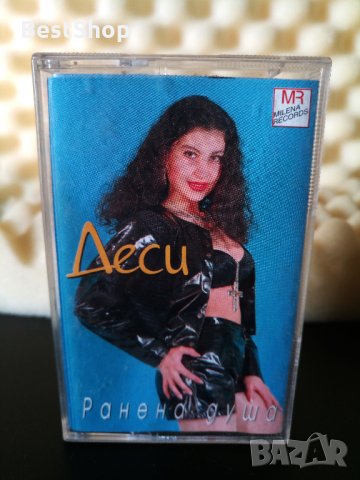 BestShop
MR
MILENA
RECORDS
Деси
Ранена душа
BAZAR